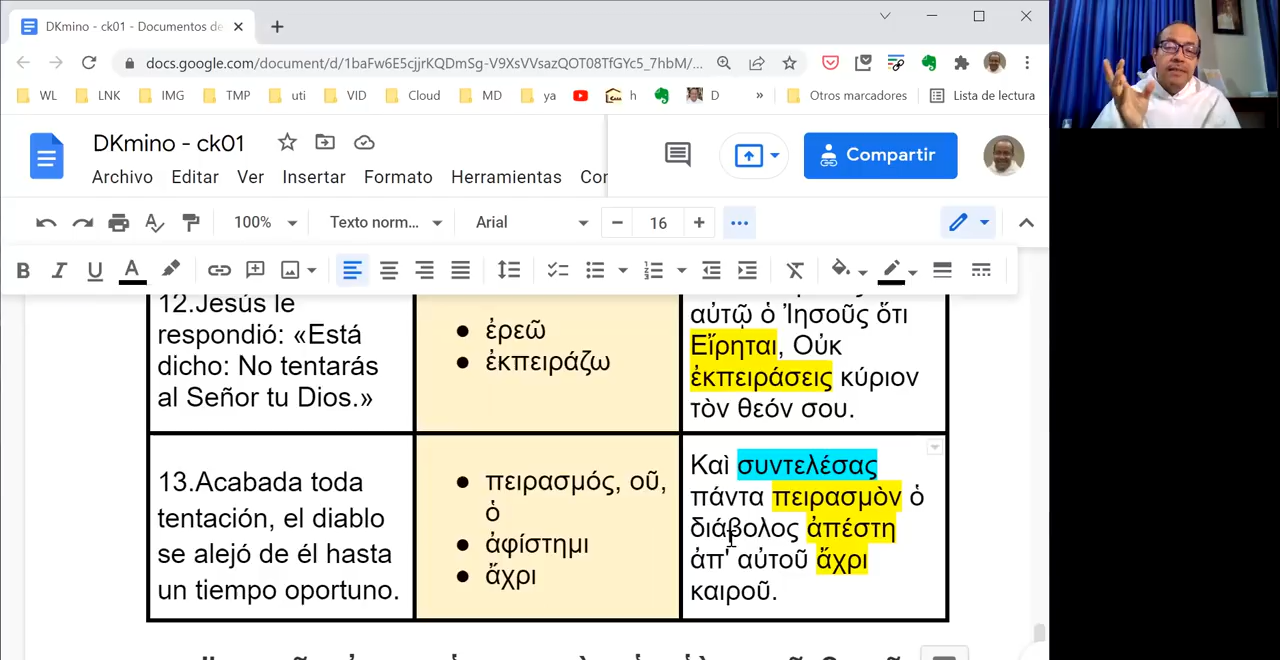 DKmino - ck01 - Documentos de
docs.google.com/document/d/1baFw6E5cjjrKQDmSg_V9XsVVsazQOT08TfGYc5_7hbM/...
WL LNK IMG TMP uti VID Cloud MD ya h D » Otros marcadores Lista de lectura
DKmino - ck01
Compartir
Archivo Editar Ver Insertar Formato Herramientas
100% Texto norm... Arial 16
12.Jesús le
respondió: «Está
dicho: No tentarás
al Señor tu Dios.»
ἐρεῶ
ἐκπειράζω
αὐτῷ ὁ Ἰησοῦς ὅτι
Εἴρηται, Οὐκ
ἐκπειράσεις κύριον
τὸν θεόν σου.
13.Acabada toda
tentación, el diablo
se alejó de él hasta
un tiempo oportuno.
πειρασμός, οῦ,
ὁ
ἀφίστημι
ἄχρι
Καὶ συντελέσας
πάντα πειρασμὸν ὁ
διάβολος ἀπέστη
ἀπ' αὐτοῦ ἄχρι
καιροῦ.